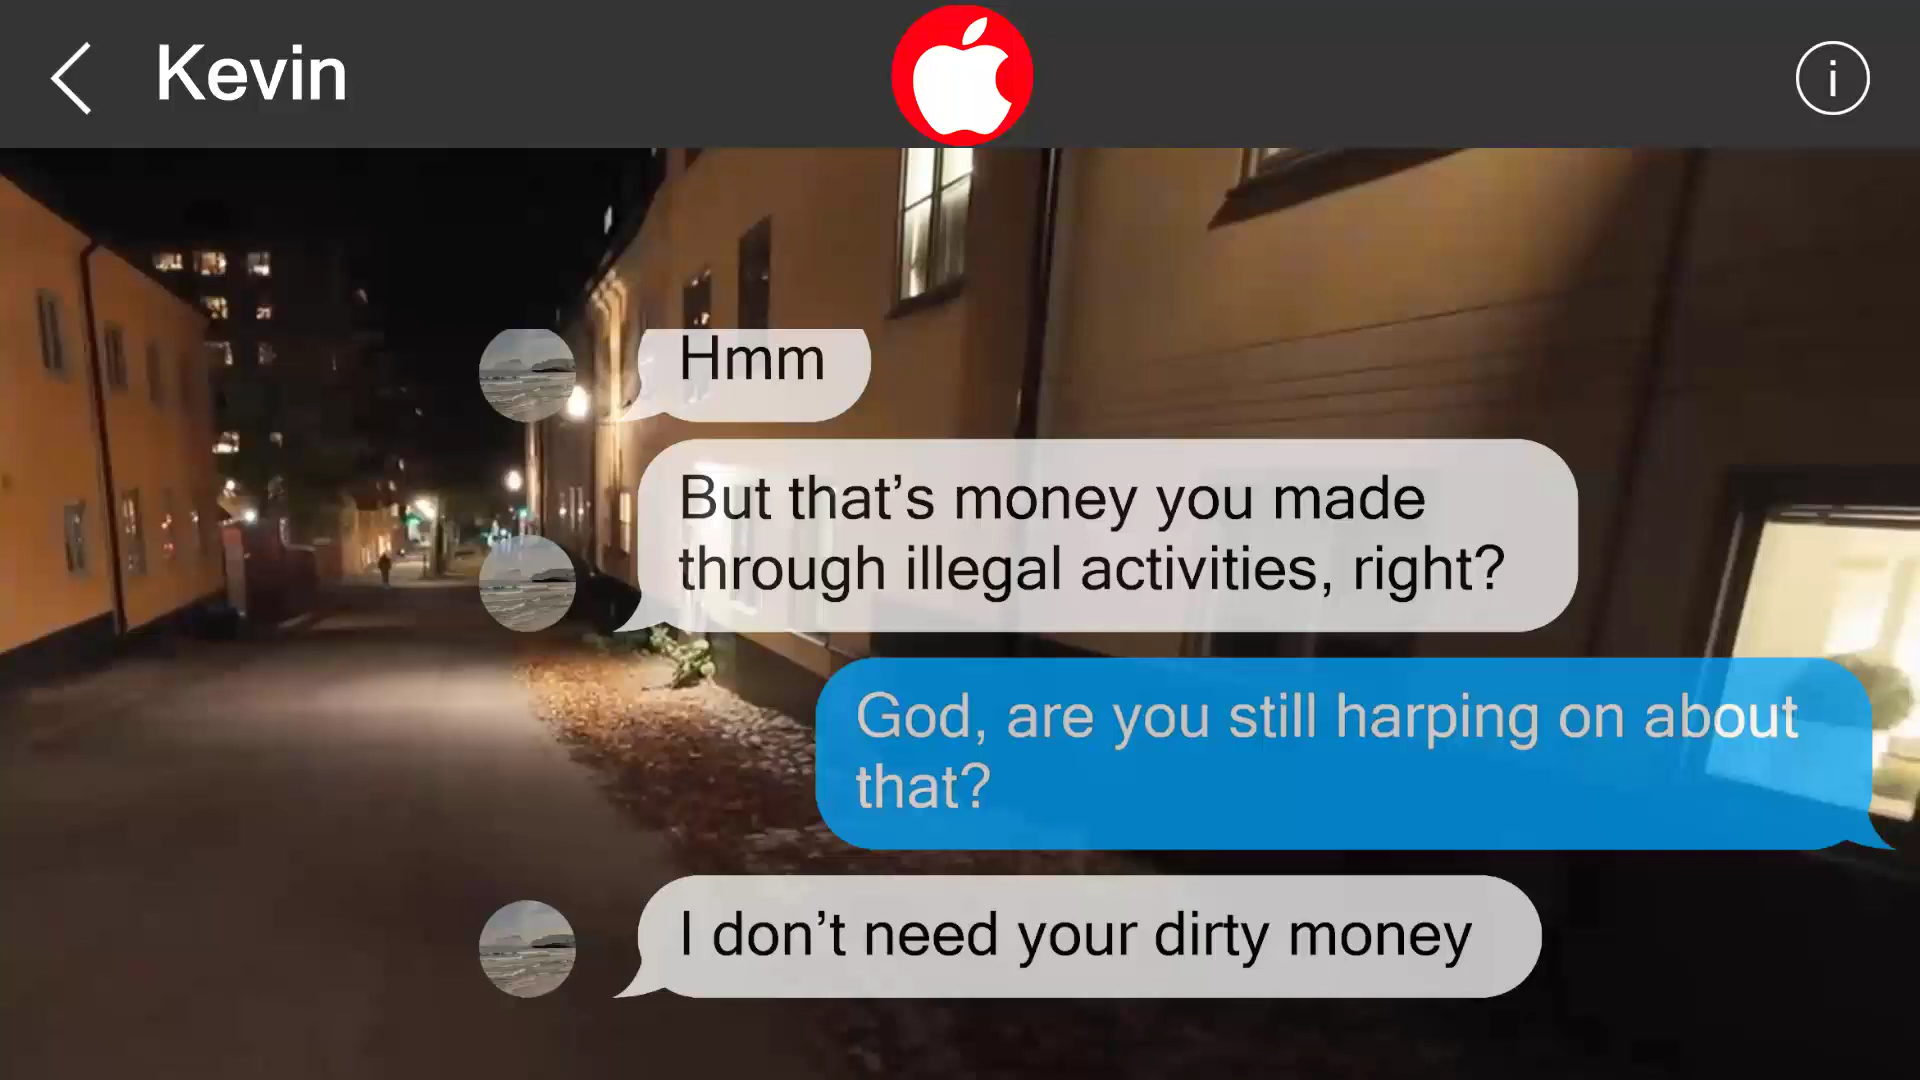 Kevin
i
Hmm
But that’s money you made
through illegal activities, right?
God, are you still harping on about
that?
I don’t need your dirty money